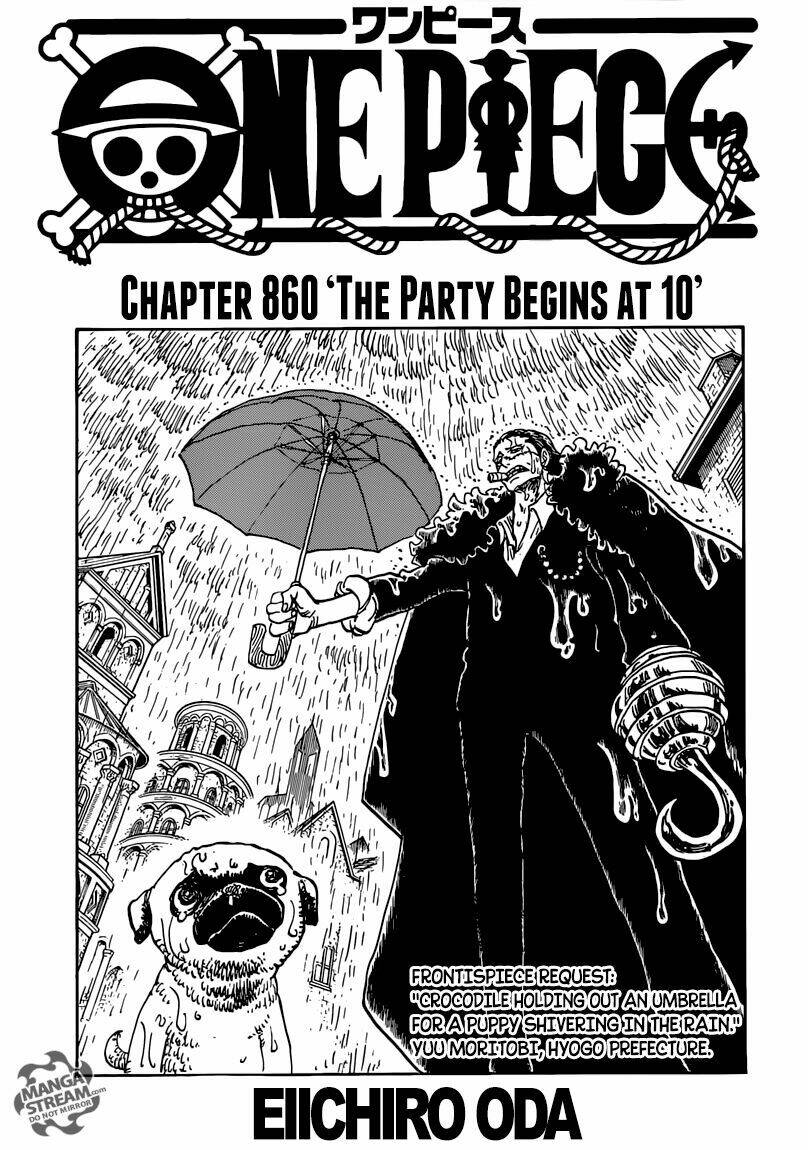 ワンピース
ONE PIECE
CHAPTER 860 ‘THE PARTY BEGINS AT 10’
FRONTISPIECE REQUEST:
"CROCODILE HOLDING OUT AN UMBRELLA
FOR A PUPPY SHIVERING IN THE RAIN."
YUU MORITOBI, HYOGO PREFECTURE.
MANGA
STREAM.COM
DO NOT MIRROR
EIICHIRO ODA